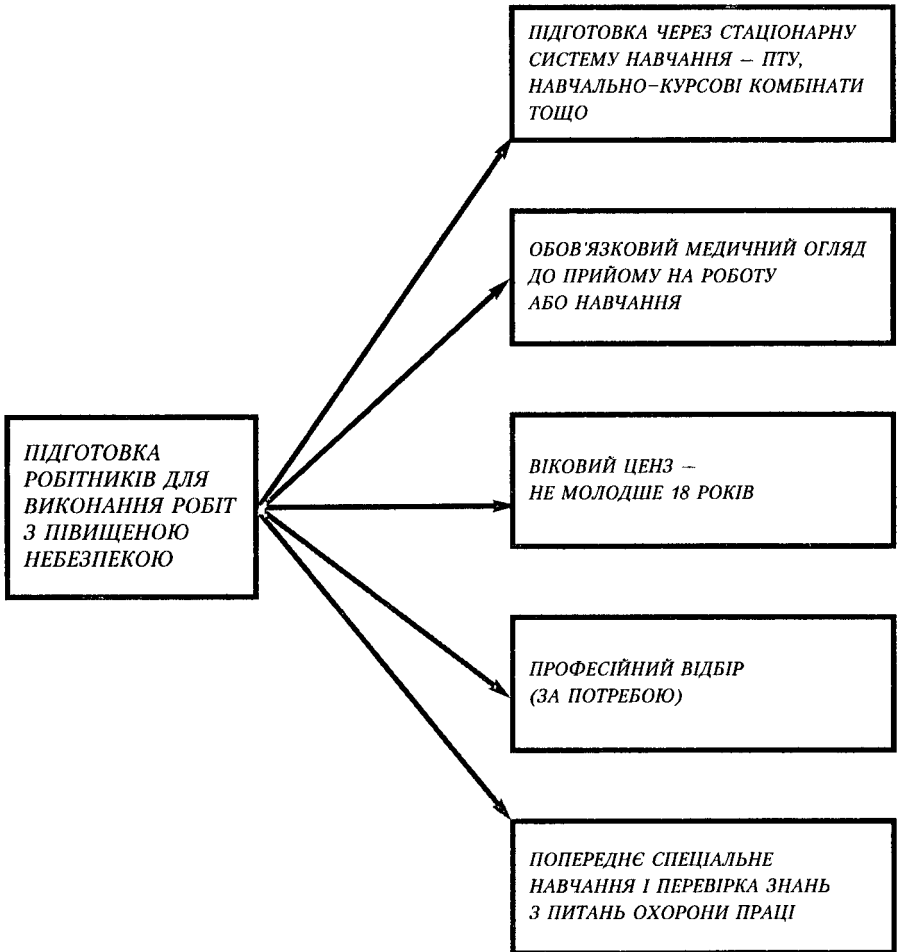 ПІДГОТОВКА ЧЕРЕЗ СТАЦІОНАРНУ
СИСТЕМУ НАВЧАННЯ – ПТУ,
НАВЧАЛЬНО-КУРСОВІ КОМБІНАТИ
ТОЩО
ОБОВ'ЯЗКОВИЙ МЕДИЧНИЙ ОГЛЯД
ДО ПРИЙОМУ НА РОБОТУ
АБО НАВЧАННЯ
ПІДГОТОВКА
РОБІТНИКІВ ДЛЯ
ВИКОНАННЯ РОБІТ
З ПІВИЩЕНОЮ
НЕБЕЗПЕКОЮ
ВІКОВИЙ ЦЕНЗ –
НЕ МОЛОДШЕ 18 РОКІВ
ПРОФЕСІЙНИЙ ВІДБІР
(ЗА ПОТРЕБОЮ)
ПОПЕРЕДНЄ СПЕЦІАЛЬНЕ
НАВЧАННЯ І ПЕРЕВІРКА ЗНАНЬ
З ПИТАНЬ ОХОРОНИ ПРАЦІ